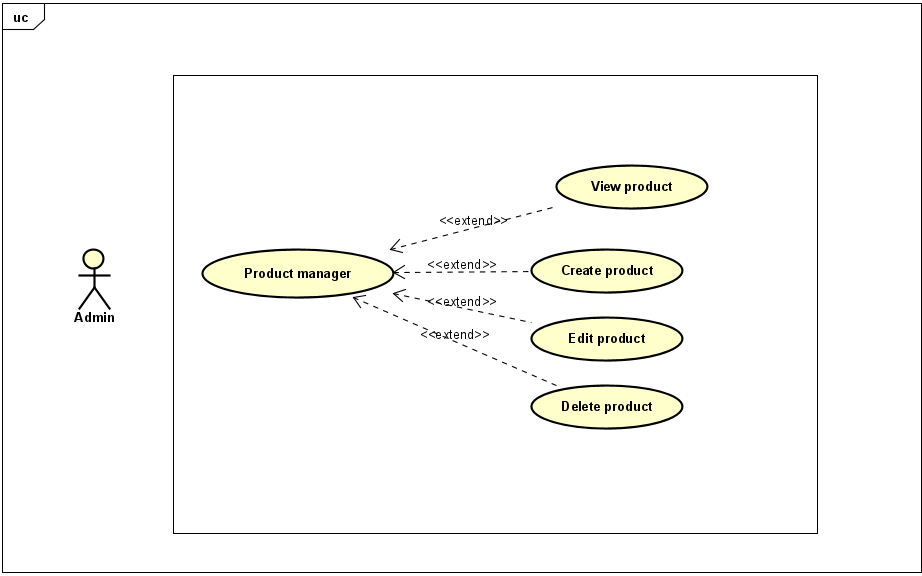 uc
View product
<<extend>>
Product manager
<<extend>>
Create product
<<extend>>
Admin
<<extend>>
Edit product
Delete product